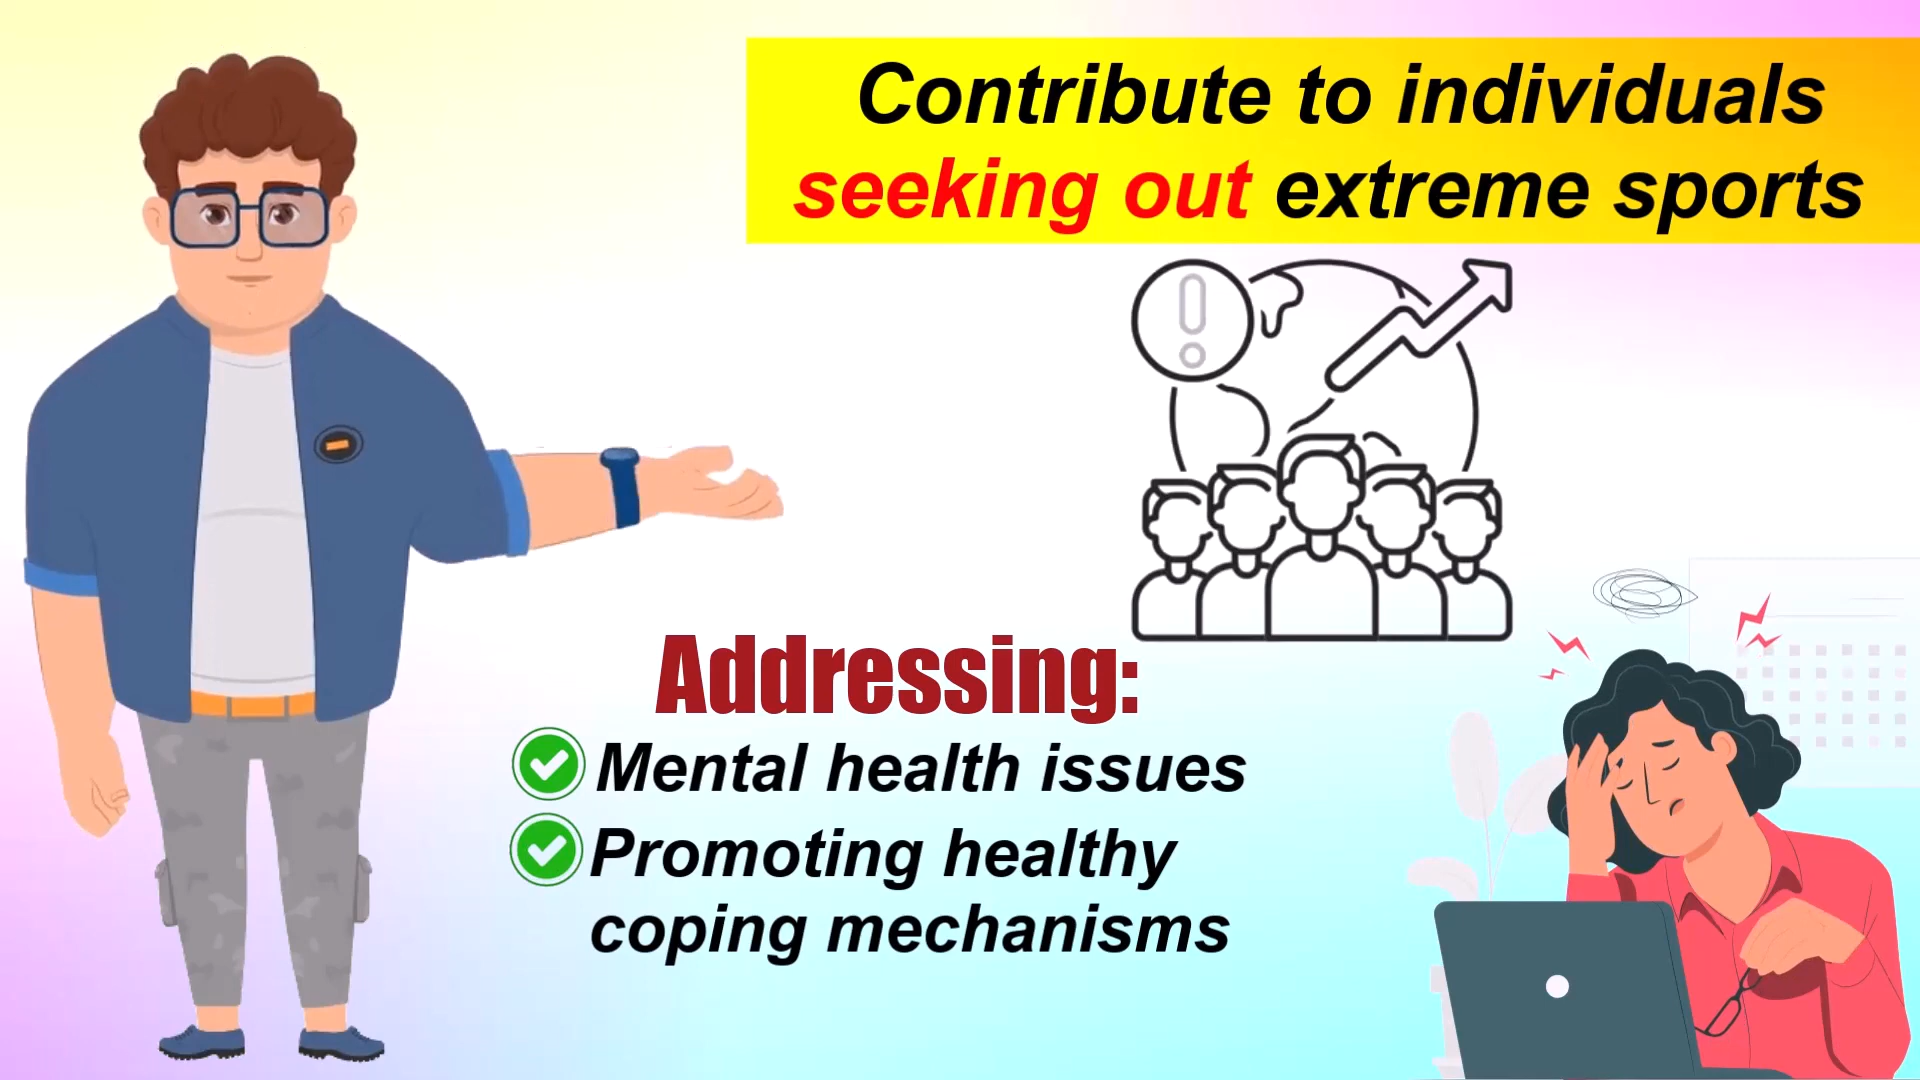 Contribute to individuals
seeking out extreme sports
Addressing:
Mental health issues
Promoting healthy
coping mechanisms